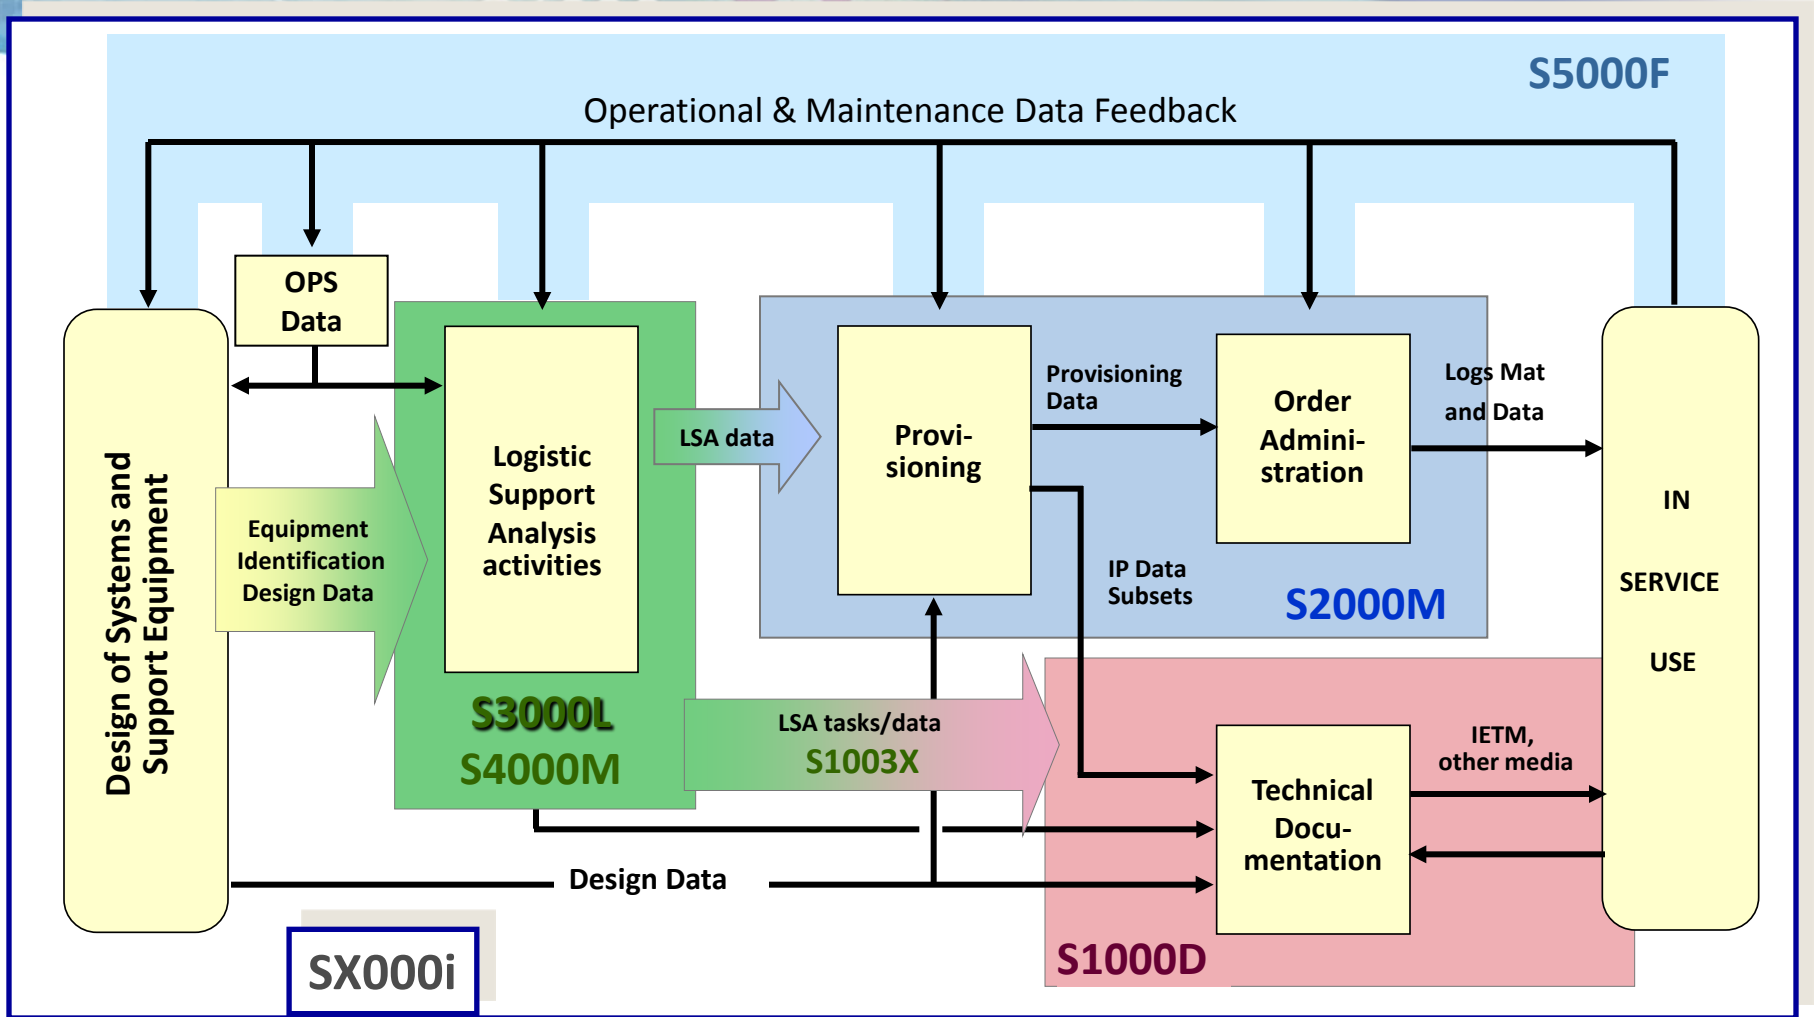 S5000F
Operational & Maintenance Data Feedback
OPS
Data
Design of Systems and
Support Equipment
Equipment
Identification
Design Data
Logistic
Support
Analysis
activities
S3000L
S4000M
LSA data
Provi-
sioning
Provisioning
Data
Order
Admini-
stration
Logs Mat
and Data
IP Data
Subsets
S2000M
IN
SERVICE
USE
LSA tasks/data
S1003X
Technical
Docu-
mentation
IETM,
other media
Design Data
S1000D
SX000i